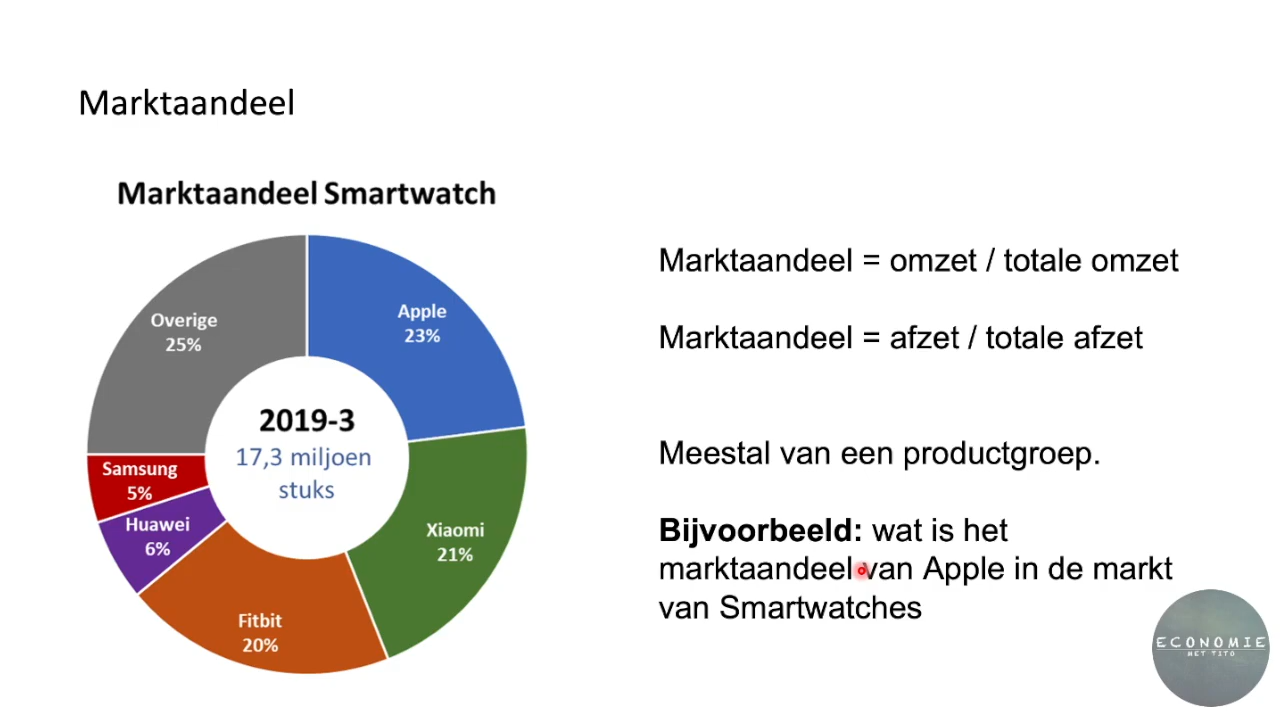 Marktaandeel
Marktaandeel Smartwatch
Overige
25%
Apple
23%
2019-3
17,3 miljoen
stuks
Samsung
5%
Huawei
6%
Xiaomi
21%
Fitbit
20%
Marktaandeel = omzet / totale omzet
Marktaandeel = afzet / totale afzet
Meestal van een productgroep.
Bijvoorbeeld: wat is het
marktaandeel van Apple in de markt
van Smartwatches
ECONOMIE
MET TITO